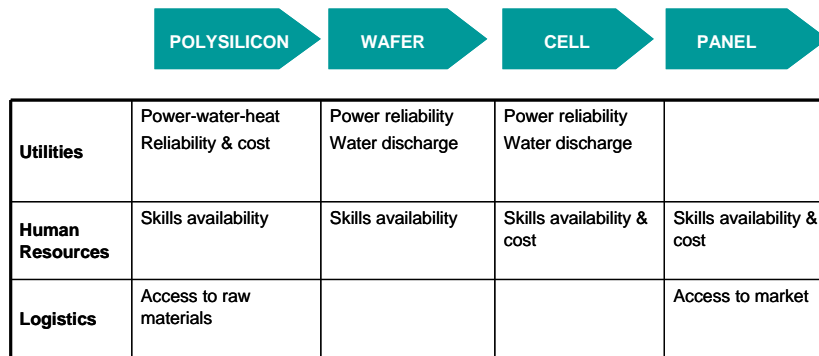 POLYSILICON
WAFER
CELL
PANEL
Utilities
Power-water-heat
Reliability & cost
Power reliability
Water discharge
Power reliability
Water discharge
Human
Resources
Skills availability
Skills availability
Skills availability &
cost
Skills availability &
cost
Logistics
Access to raw
materials
Access to market